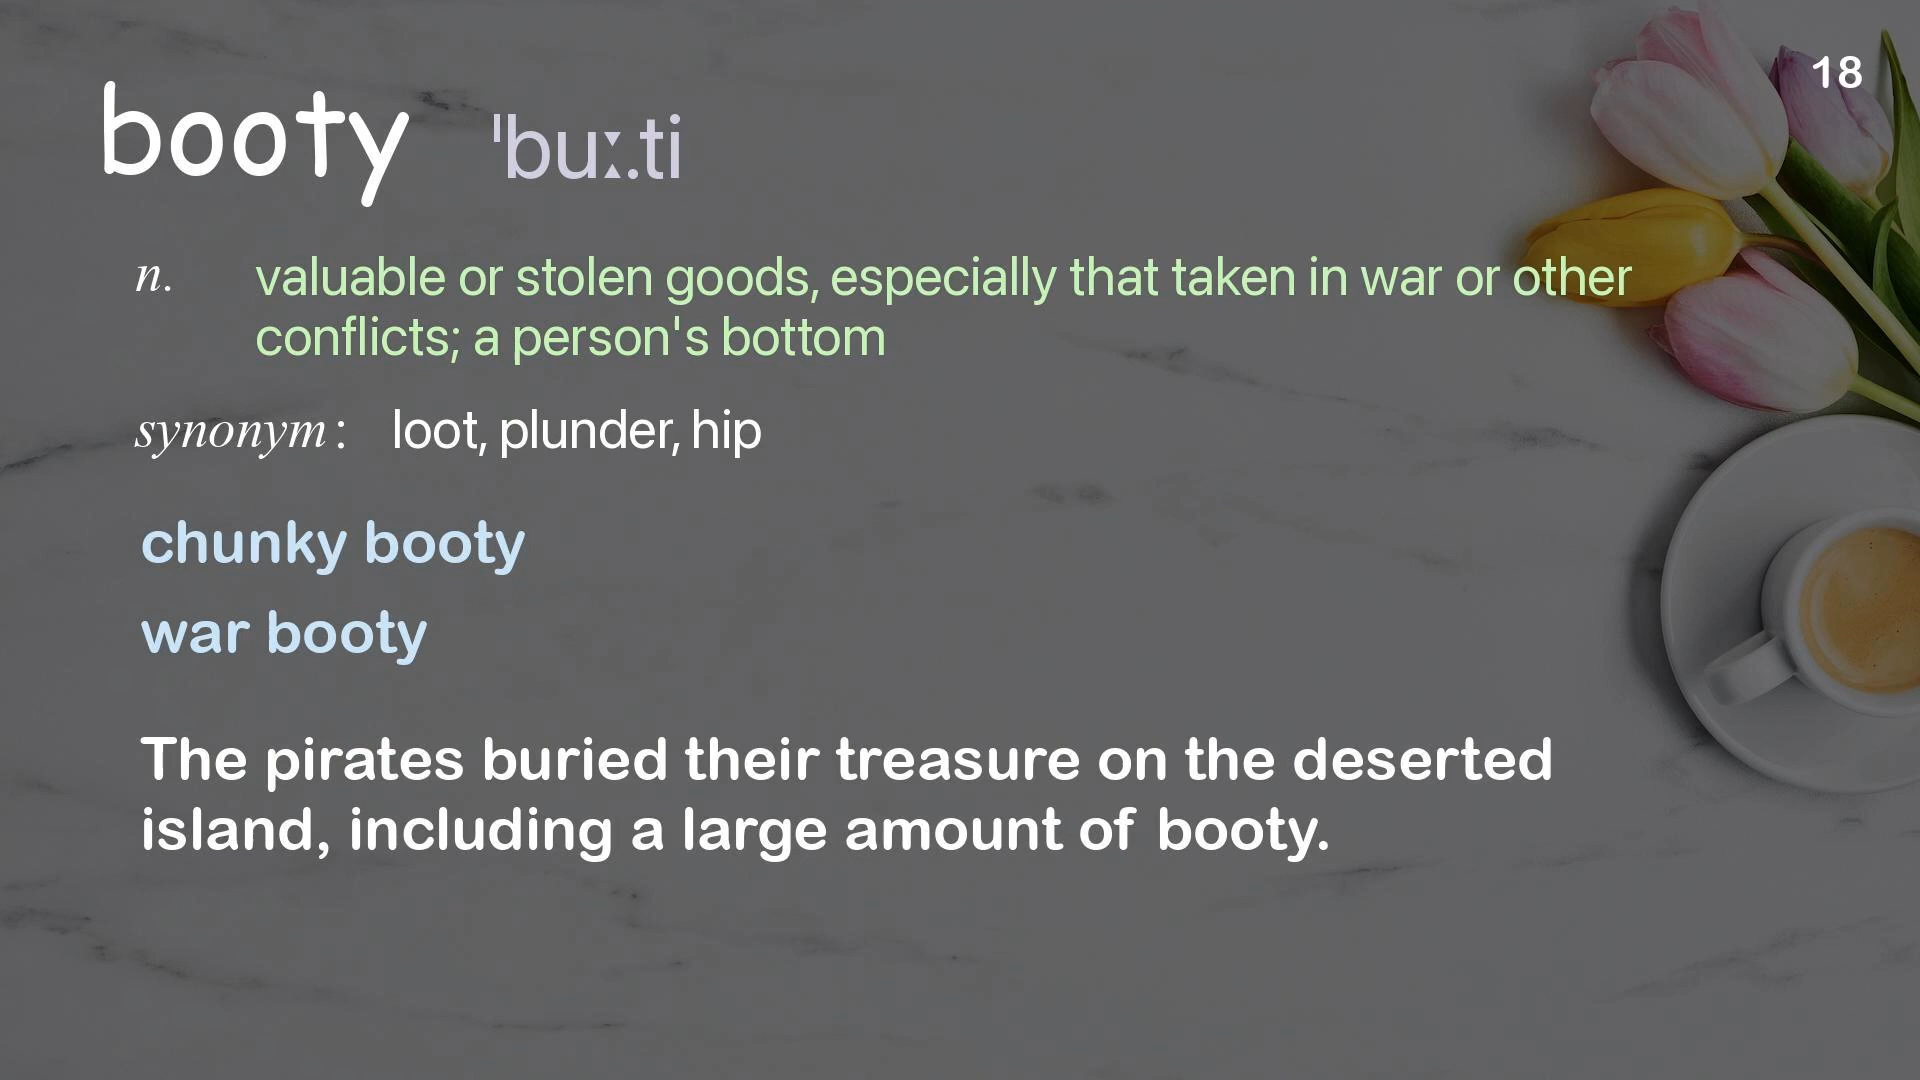 18
booty ˈbuː.ti
n. valuable or stolen goods, especially that taken in war or other
conflicts; a person's bottom
synonym: loot, plunder, hip
chunky booty
war booty
The pirates buried their treasure on the deserted
island, including a large amount of booty.